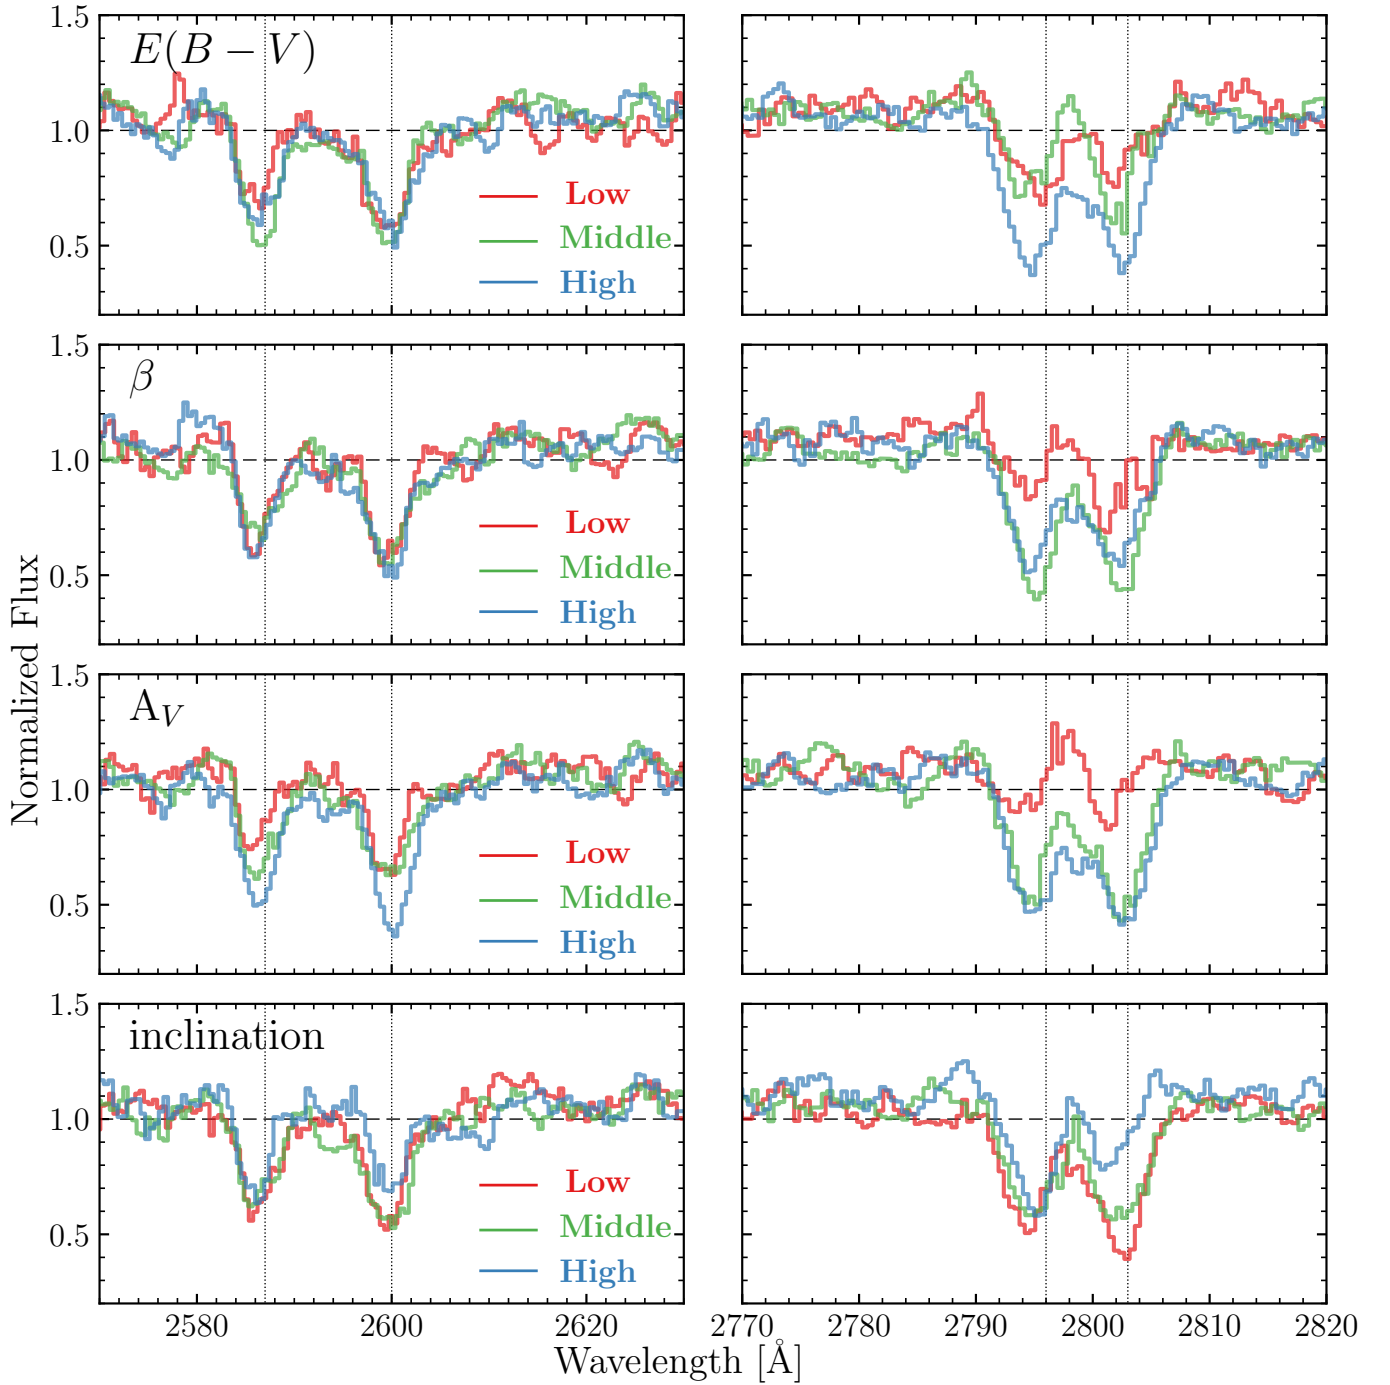 1.5
E(B − V)
1.0
0.5
Low
Middle
High
1.5
β
1.0
0.5
Low
Middle
High
1.5
A_V
1.0
0.5
Low
Middle
High
1.5
inclination
1.0
0.5
Low
Middle
High
2580 2600 2620
2770 2780 2790 2800 2810 2820
Normalized Flux
Wavelength [Å]